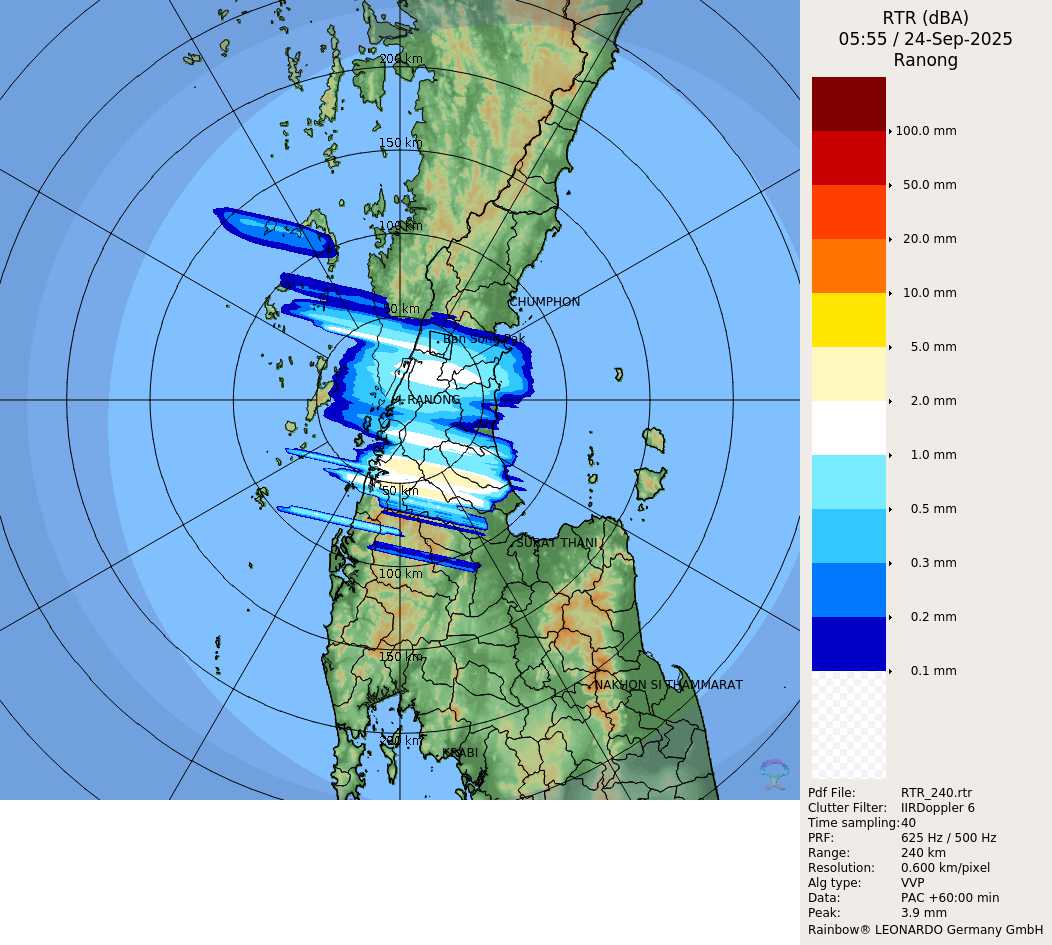 RTR (dBA)
05:55 / 24-Sep-2025
Ranong
100.0 mm
50.0 mm
20.0 mm
10.0 mm
5.0 mm
2.0 mm
1.0 mm
0.5 mm
0.3 mm
0.2 mm
0.1 mm
Pdf File: RTR_240.rtr
Clutter Filter: IIRDoppler 6
Time sampling: 40
PRF: 625 Hz / 500 Hz
Range: 240 km
Resolution: 0.600 km/pixel
Alg type: VVP
Data: PAC +60:00 min
Peak: 3.9 mm
Rainbow® LEONARDO Germany GmbH
200 km
150 km
100 km
CHUMPHON
50 km
Ban Song Pak
RANONG
50 km
SURAT THANI
100 km
150 km
NAKHON SI THAMMARAT
200 km
KRABI